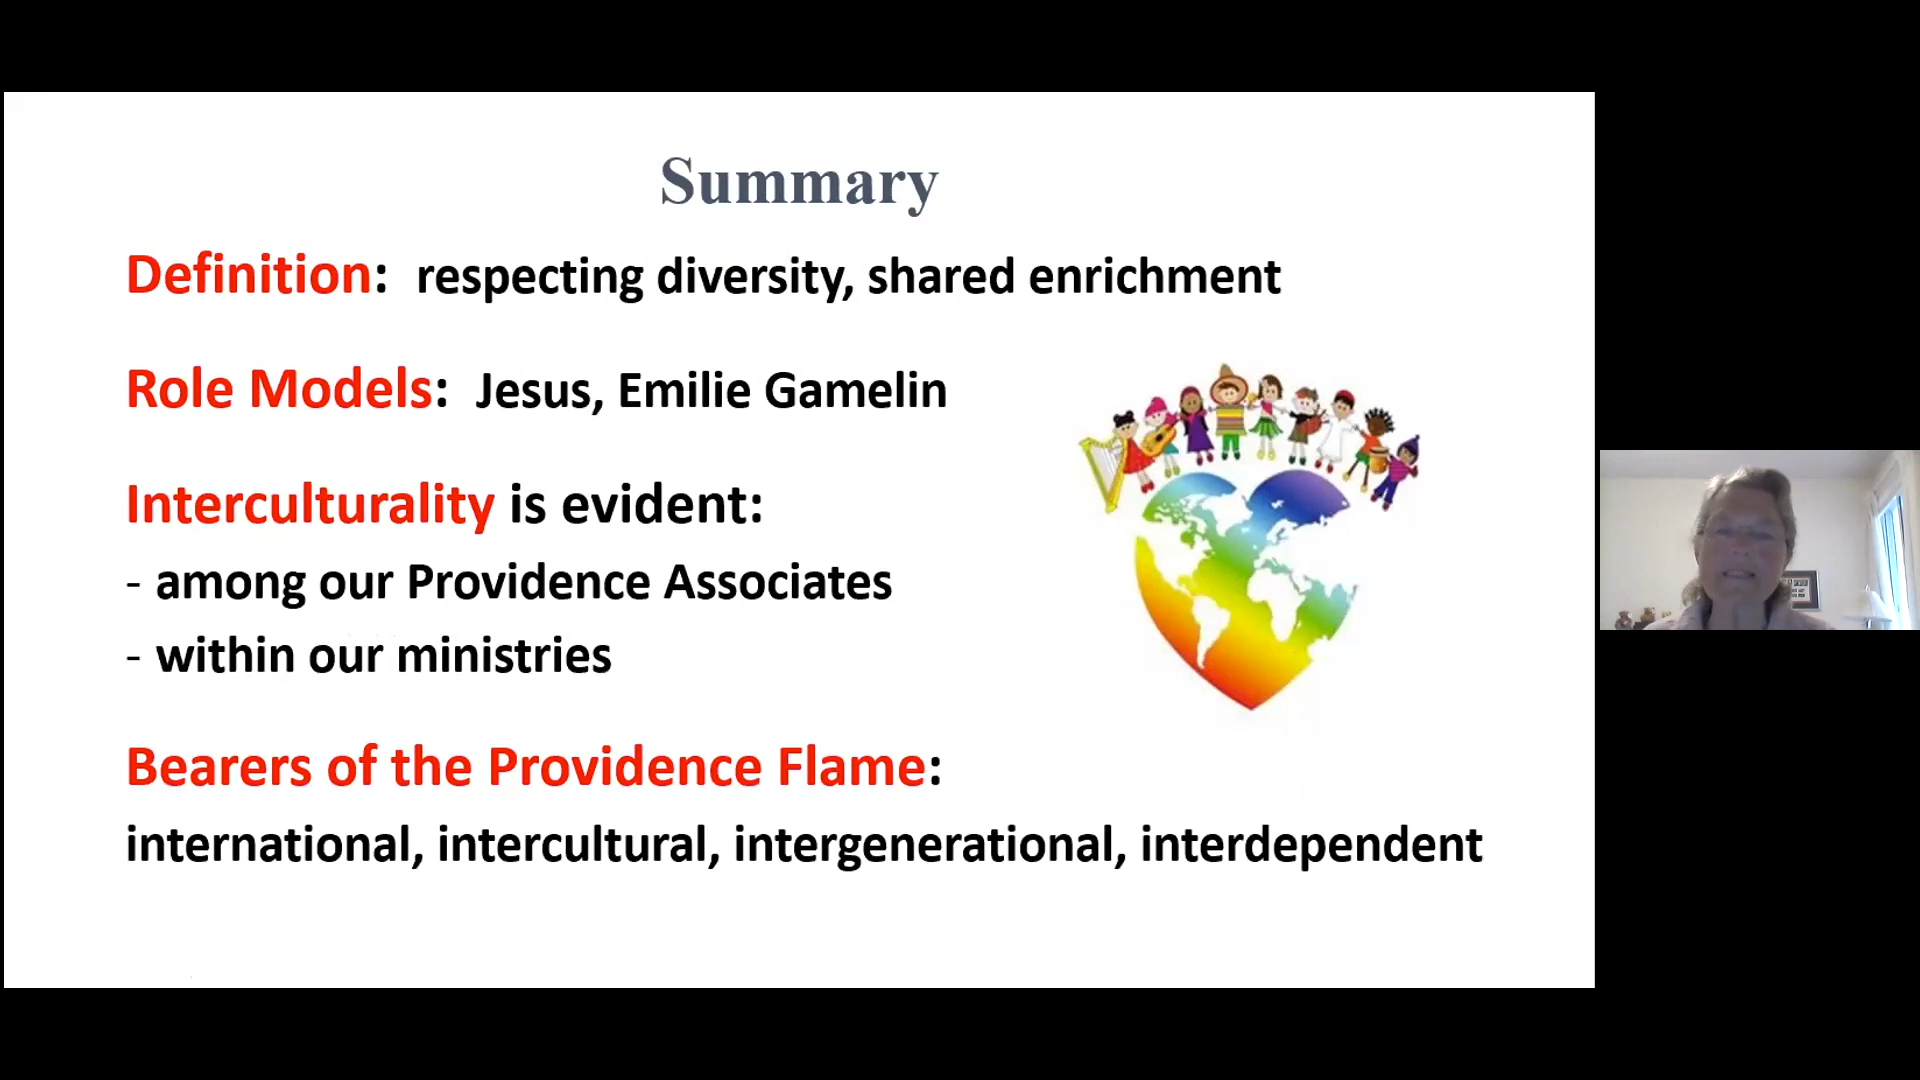 Summary
Definition: respecting diversity, shared enrichment
Role Models: Jesus, Emilie Gamelin
Interculturality is evident:
- among our Providence Associates
- within our ministries
Bearers of the Providence Flame:
international, intercultural, intergenerational, interdependent